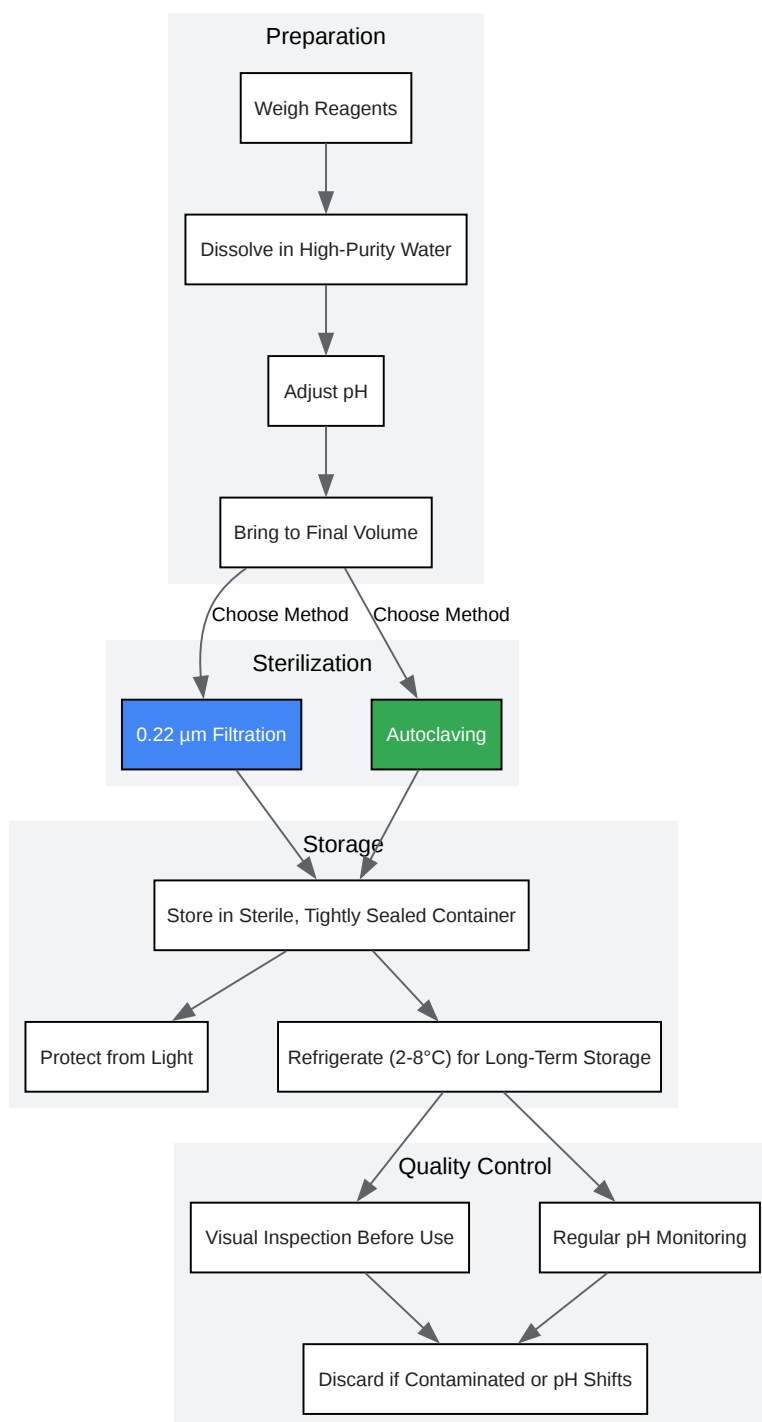 Preparation
Weigh Reagents
Dissolve in High-Purity Water
Adjust pH
Bring to Final Volume
Choose Method
Choose Method
Sterilization
0.22 µm Filtration
Autoclaving
Storage
Store in Sterile, Tightly Sealed Container
Protect from Light
Refrigerate (2-8°C) for Long-Term Storage
Quality Control
Visual Inspection Before Use
Regular pH Monitoring
Discard if Contaminated or pH Shifts